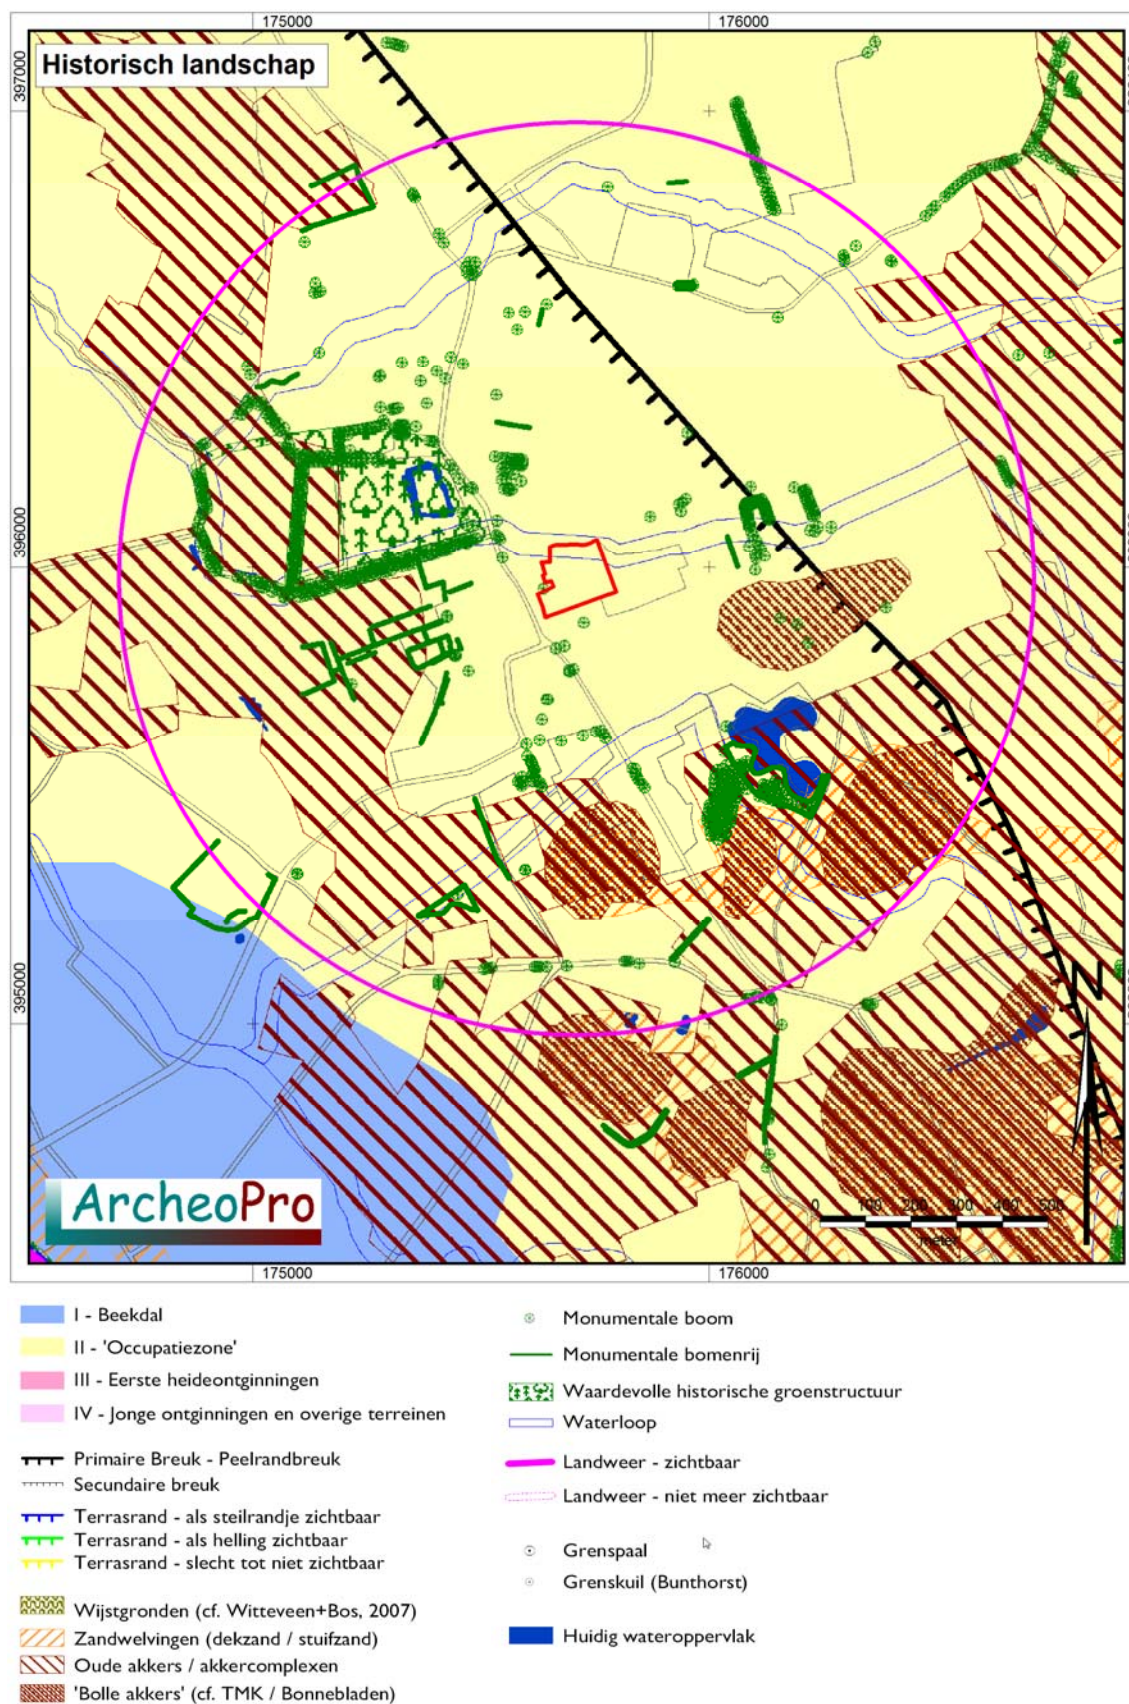 175000 176000
397000
Historisch landschap
396000
395000
N
ArcheoPro
0 100 200 300 400 500
meter
175000 176000
I - Beekdal
II - 'Occupatiezone'
III - Eerste heideontginningen
IV - Jonge ontginningen en overige terreinen
Primaire Breuk - Peelrandbreuk
Secundaire breuk
Terrasrand - als steilrandje zichtbaar
Terrasrand - als helling zichtbaar
Terrasrand - slecht tot niet zichtbaar
Wijstgronden (cf. Witteveen+Bos, 2007)
Zandwelvingen (dekzand / stuifzand)
Oude akkers / akkercomplexen
'Bolle akkers' (cf. TMK / Bonnebladen)
Monumentale boom
Monumentale bomenrij
Waardevolle historische groenstructuur
Waterloop
Landweer - zichtbaar
Landweer - niet meer zichtbaar
Grenspaal
Grenskuil (Bunthorst)
Huidig wateroppervlak